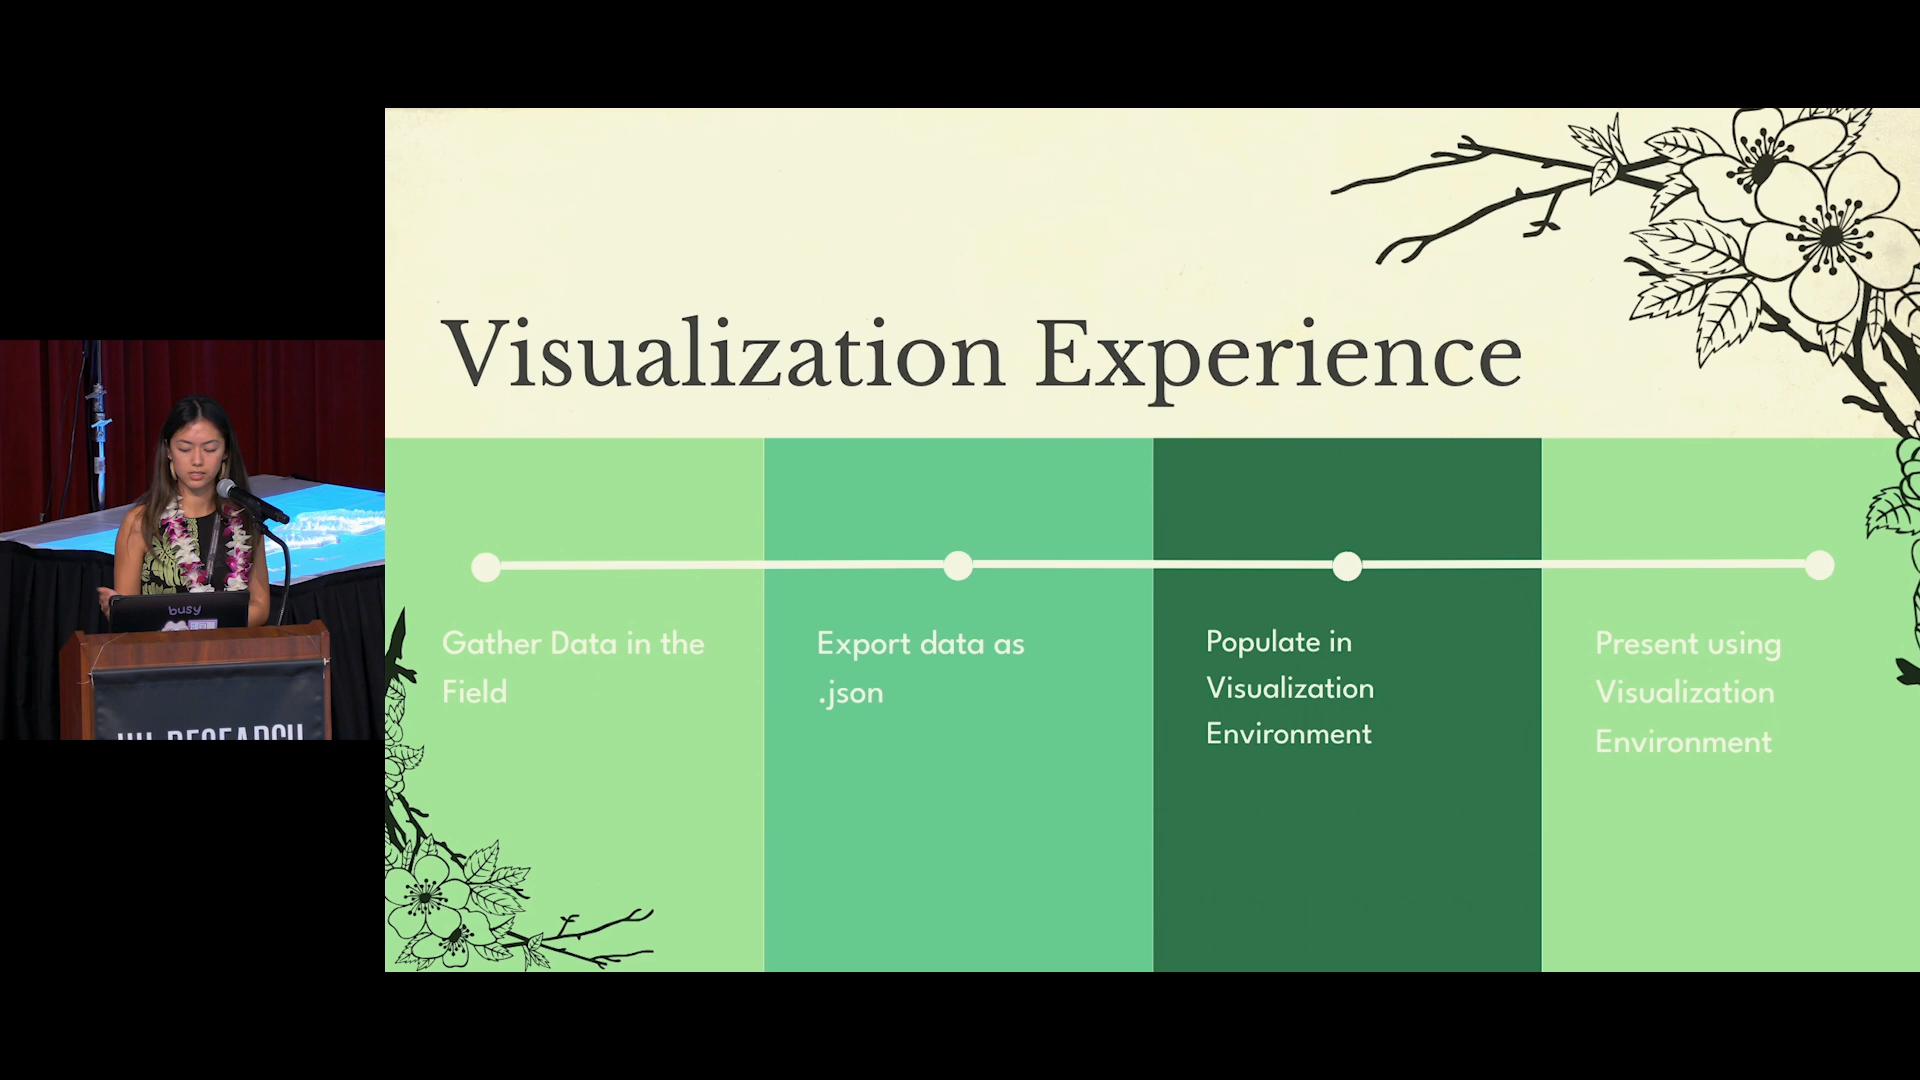 Visualization Experience
Gather Data in the
Field
Export data as
.json
Populate in
Visualization
Environment
Present using
Visualization
Environment
busy
RESEARCH